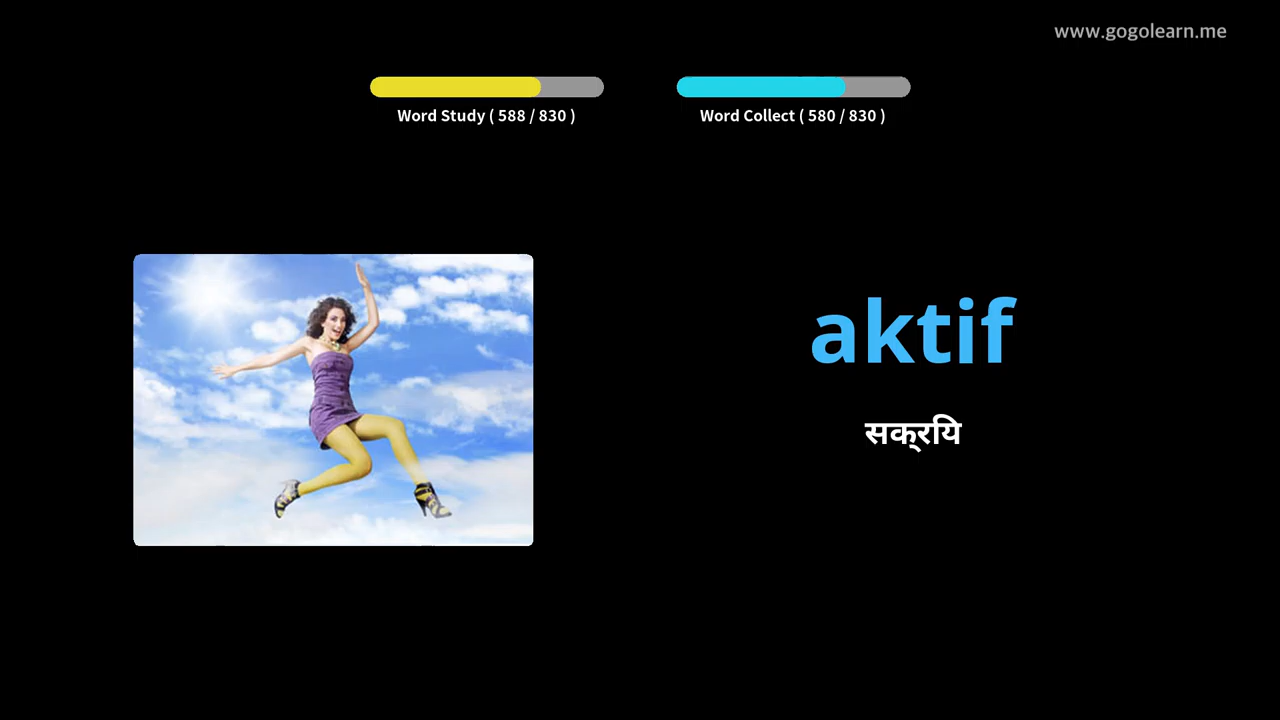 www.gogolearn.me
Word Study ( 588 / 830 )
Word Collect ( 580 / 830 )
aktif
सक्रयि